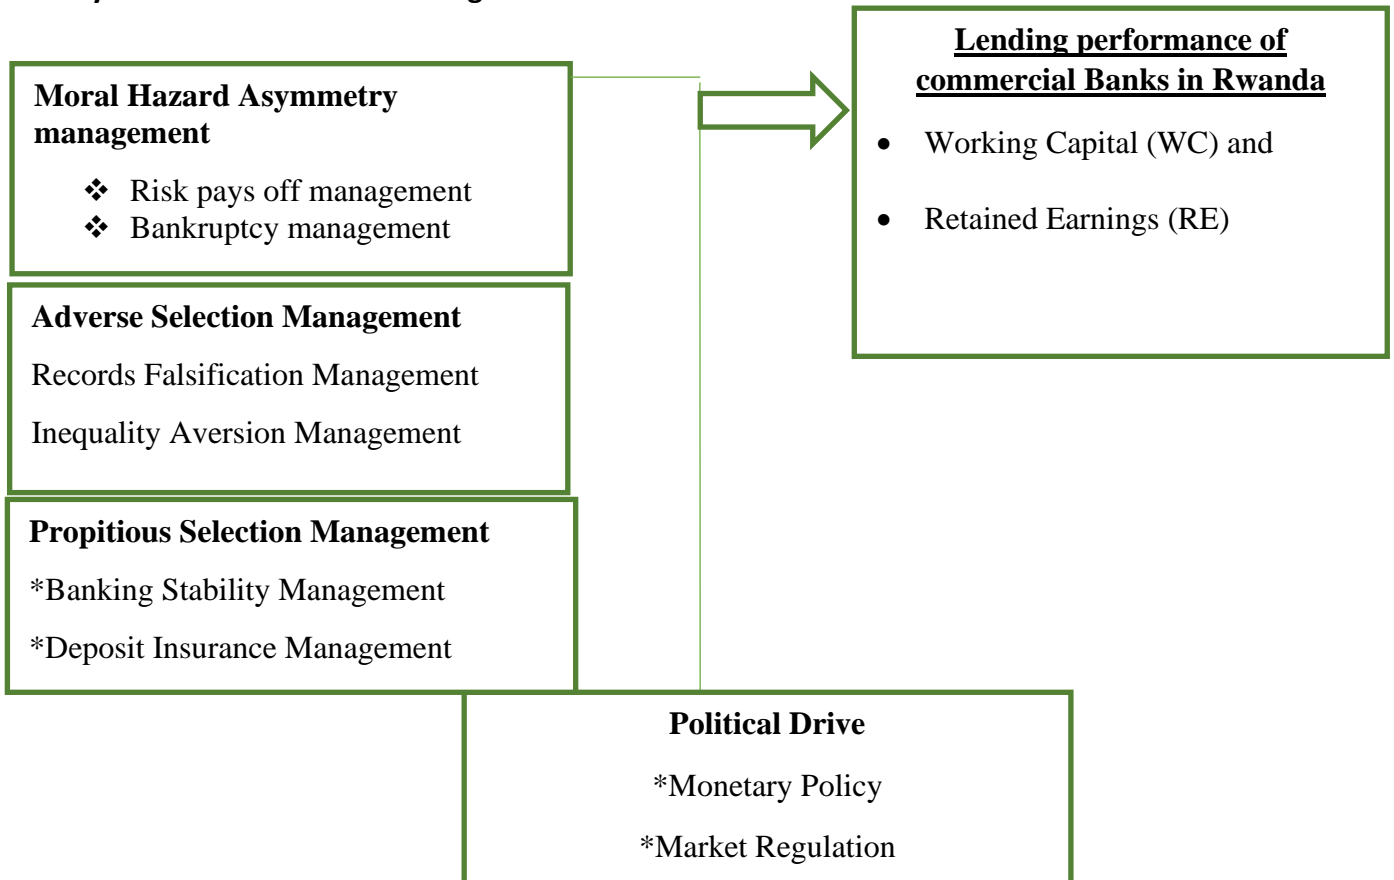 Moral Hazard Asymmetry
management
❖ Risk pays off management
❖ Bankruptcy management
Adverse Selection Management
Records Falsification Management
Inequality Aversion Management
Propitious Selection Management
*Banking Stability Management
*Deposit Insurance Management
Lending performance of
commercial Banks in Rwanda
• Working Capital (WC) and
• Retained Earnings (RE)
Political Drive
*Monetary Policy
*Market Regulation